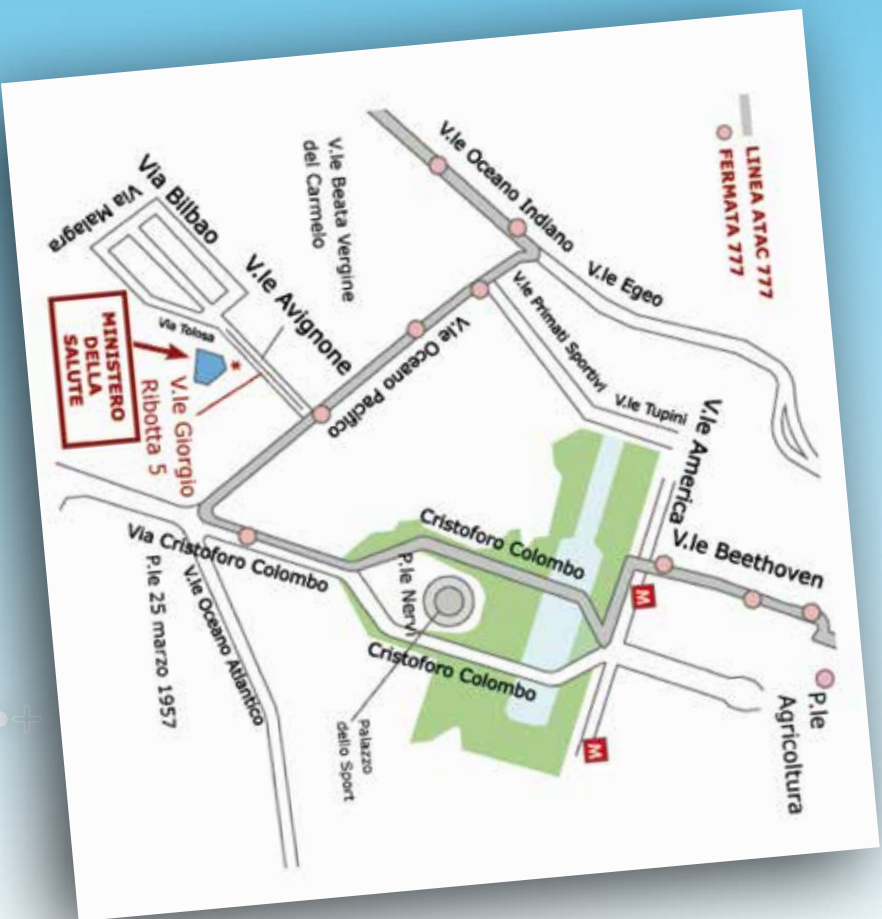 LINEA ATAC 777
FERMATA 777
V.le Oceano Indiano
V.le Egeo
V.le Beata Vergine
del Carmelo
Via Bilbao
Via Malagra
V.le Avignone
V.le Primati Sportivi
V.le Oceano Pacifico
V.le Tupini
V.le America
Via Tolosa
MINISTERO
DELLA
SALUTE
*
V.le Giorgio
Ribotta 5
V.le Beethoven
M
Cristoforo Colombo
P.le Nervi
Via Cristoforo Colombo
P.le 25 marzo 1957
V.le Oceano Atlantico
Cristoforo Colombo
Palazzo
dello Sport
M
P.le
Agricoltura